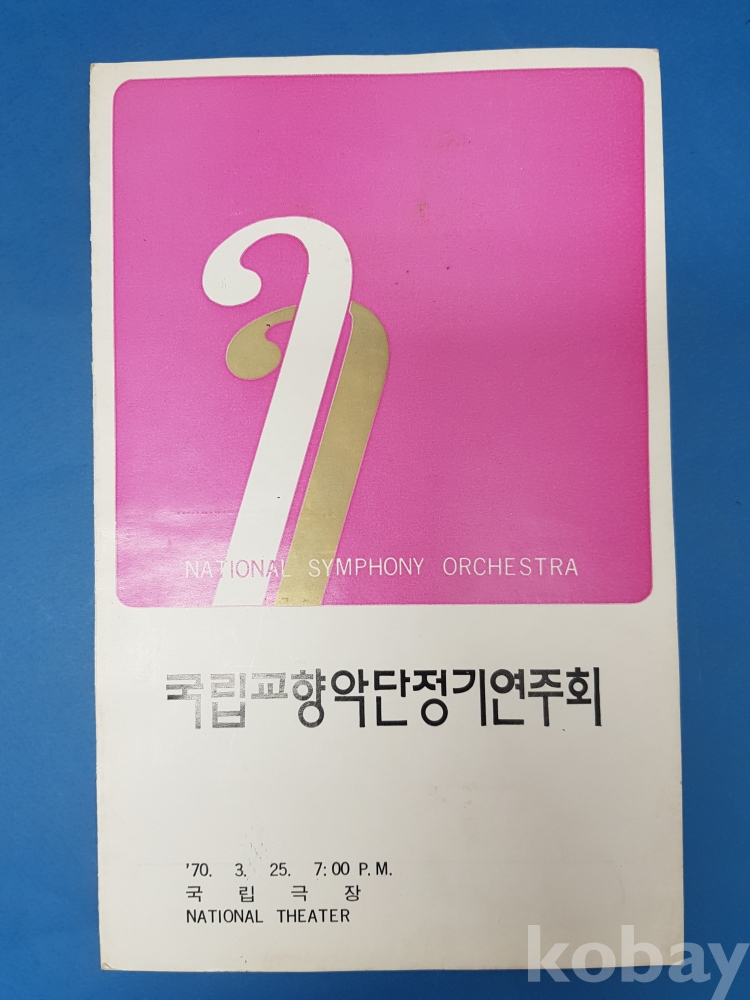 NATIONAL SYMPHONY ORCHESTRA
국립교향악단정기연주회
'70. 3. 25. 7:00 P.M.
국 립 극 장
NATIONAL THEATER
kobay